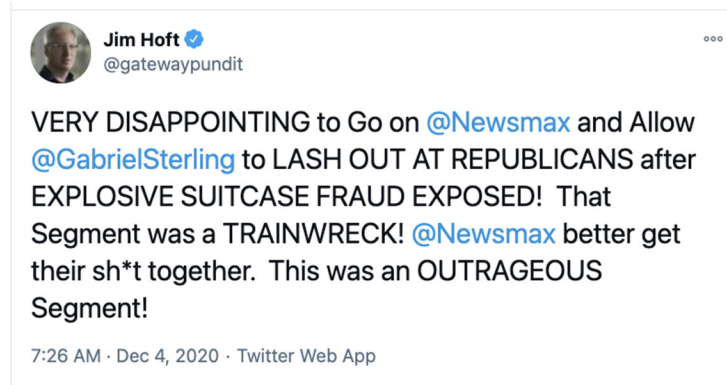 Jim Hoft
@gatewaypundit
VERY DISAPPOINTING to Go on @Newsmax and Allow
@GabrielSterling to LASH OUT AT REPUBLICANS after
EXPLOSIVE SUITCASE FRAUD EXPOSED!  That
Segment was a TRAINWRECK! @Newsmax better get
their sh*t together.  This was an OUTRAGEOUS
Segment!
7:26 AM · Dec 4, 2020 · Twitter Web App